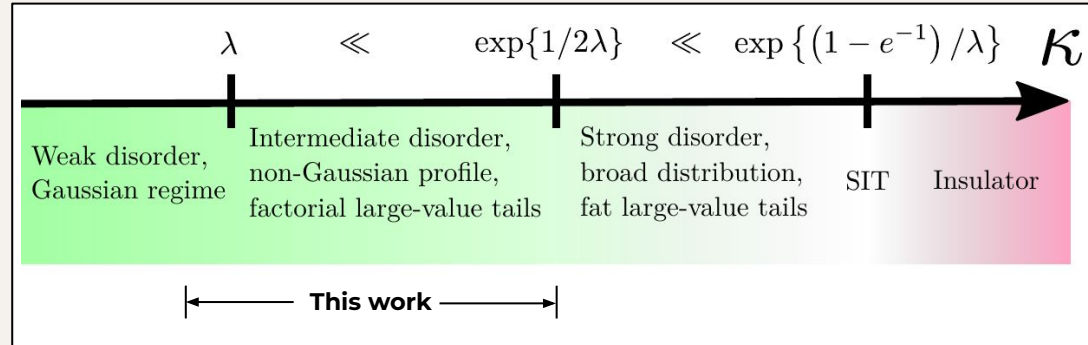 λ ≪ exp{1/2λ} ≪ exp{(1 − e⁻¹)/λ} κ
Weak disorder,
Gaussian regime
Intermediate disorder,
non-Gaussian profile,
factorial large-value tails
Strong disorder,
broad distribution,
fat large-value tails
SIT
Insulator
This work